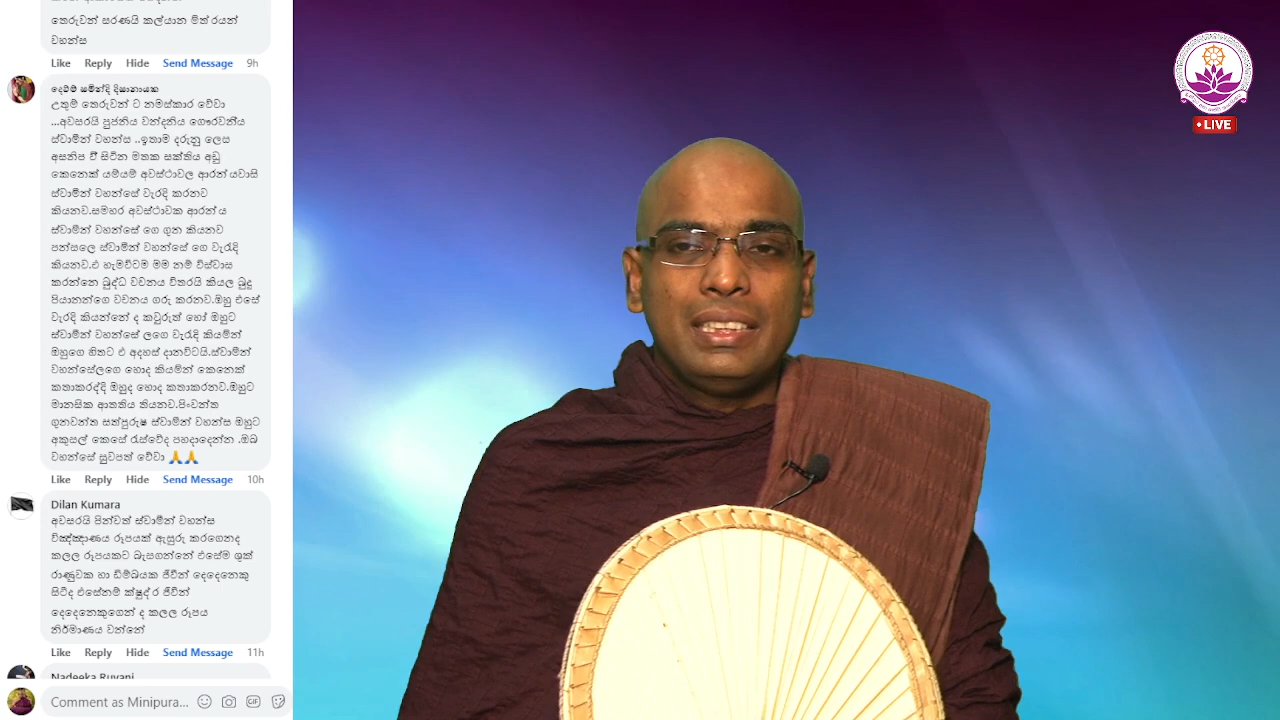 තෙරුවන් සරණයි කල්යාන මිත්‍රයන්
වහන්ස
Like Reply Hide Send Message 9h
දෙව්මි ෂමින්දි දිසානායක
උතුම් තෙරුවන් ට නමස්කාර වේවා
...අවසරයි පුජනිය වන්දනිය ගෞරවනීය
ස්වාමීන් වහන්ස ..ඉතාම දරුනු ලෙස
අසනිප වී සිටින මතක සක්තිය අඩු
කෙනෙක් යම්යම් අවස්ථාවල ආරන්‍යවාසි
ස්වාමීන් වහන්සේ වැරදි කරනව
කියනව.සමහර අවස්ථාවක ආරන්‍ය
ස්වාමීන් වහන්සේ ගෙ ගුන කියනව
පන්සලෙ ස්වාමීන් වහන්සේ ගෙ වැරැදි
කියනව.එ හැමවිටම මම නම් විස්වාස
කරන්නෙ බුද්ධ වචනය විතරයි කියල බුදු
පියානන්ගෙ වචනය ගරු කරනව.ඔහු එසේ
වැරදි කියන්නේ ද කවුරුත් හෝ ඔහුට
ස්වාමීන් වහන්සේ ලගෙ වැරැදි කියමින්
ඔහුගෙ හිතට එ අදහස් දානවිටයි.ස්වාමීන්
වහන්සේලගෙ හොද කියමින් කෙනෙක්
කතාකරද්දි ඔහුද හොද කතාකරනව.ඔහුට
මානසික ආතතිය තියනව.පිංවන්ත
ගුනවන්ත සත්පුරුෂ ස්වාමීන් වහන්ස ඔහුට
අකුසල් කෙසේ රැස්වේද පහදාදෙන්න .ඔබ
වහන්සේ සුවපත් වේවා 🙏🙏
Like Reply Hide Send Message 10h
Dilan Kumara
අවසරයි පින්වත් ස්වාමීන් වහන්ස
විඤ්ඤාණය රූපයක් ඇසුරු කරගෙනද
කලල රූපයකට බැසගන්නේ එසේම ශුක්
රාණුවක හා ඩිම්බයක ජීවීන් දෙදෙනෙකු
සිටීද එසේනම් ක්ෂුද්‍ර ජීවීන්
දෙදෙනෙකුගෙන් ද කලල රූපය
නිර්මාණය වන්නේ
Like Reply Hide Send Message 11h
Nadeeka Ruvani
Comment as Minipura...
GIF
LIVE